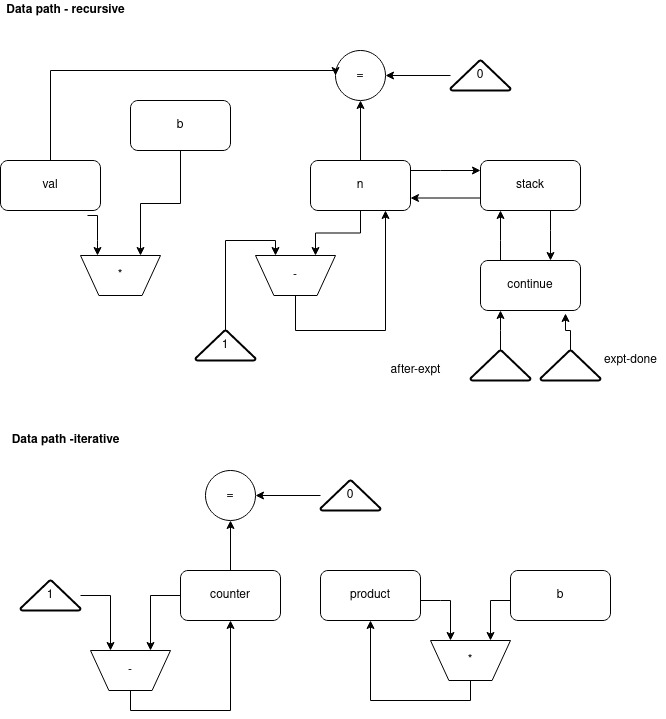 Data path - recursive
=
0
b
val
n
stack
*
-
continue
1
after-expt
expt-done
Data path -iterative
=
0
1
counter
product
b
-
*